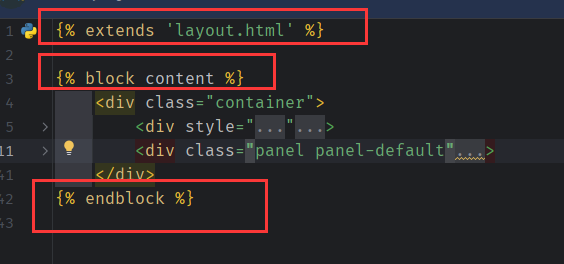 1 {% extends 'layout.html' %}
2
3 {% block content %}
4 <div class="container">
5 <div style="..."...>
11 <div class="panel panel-default"...>
41 </div>
42 {% endblock %}
43